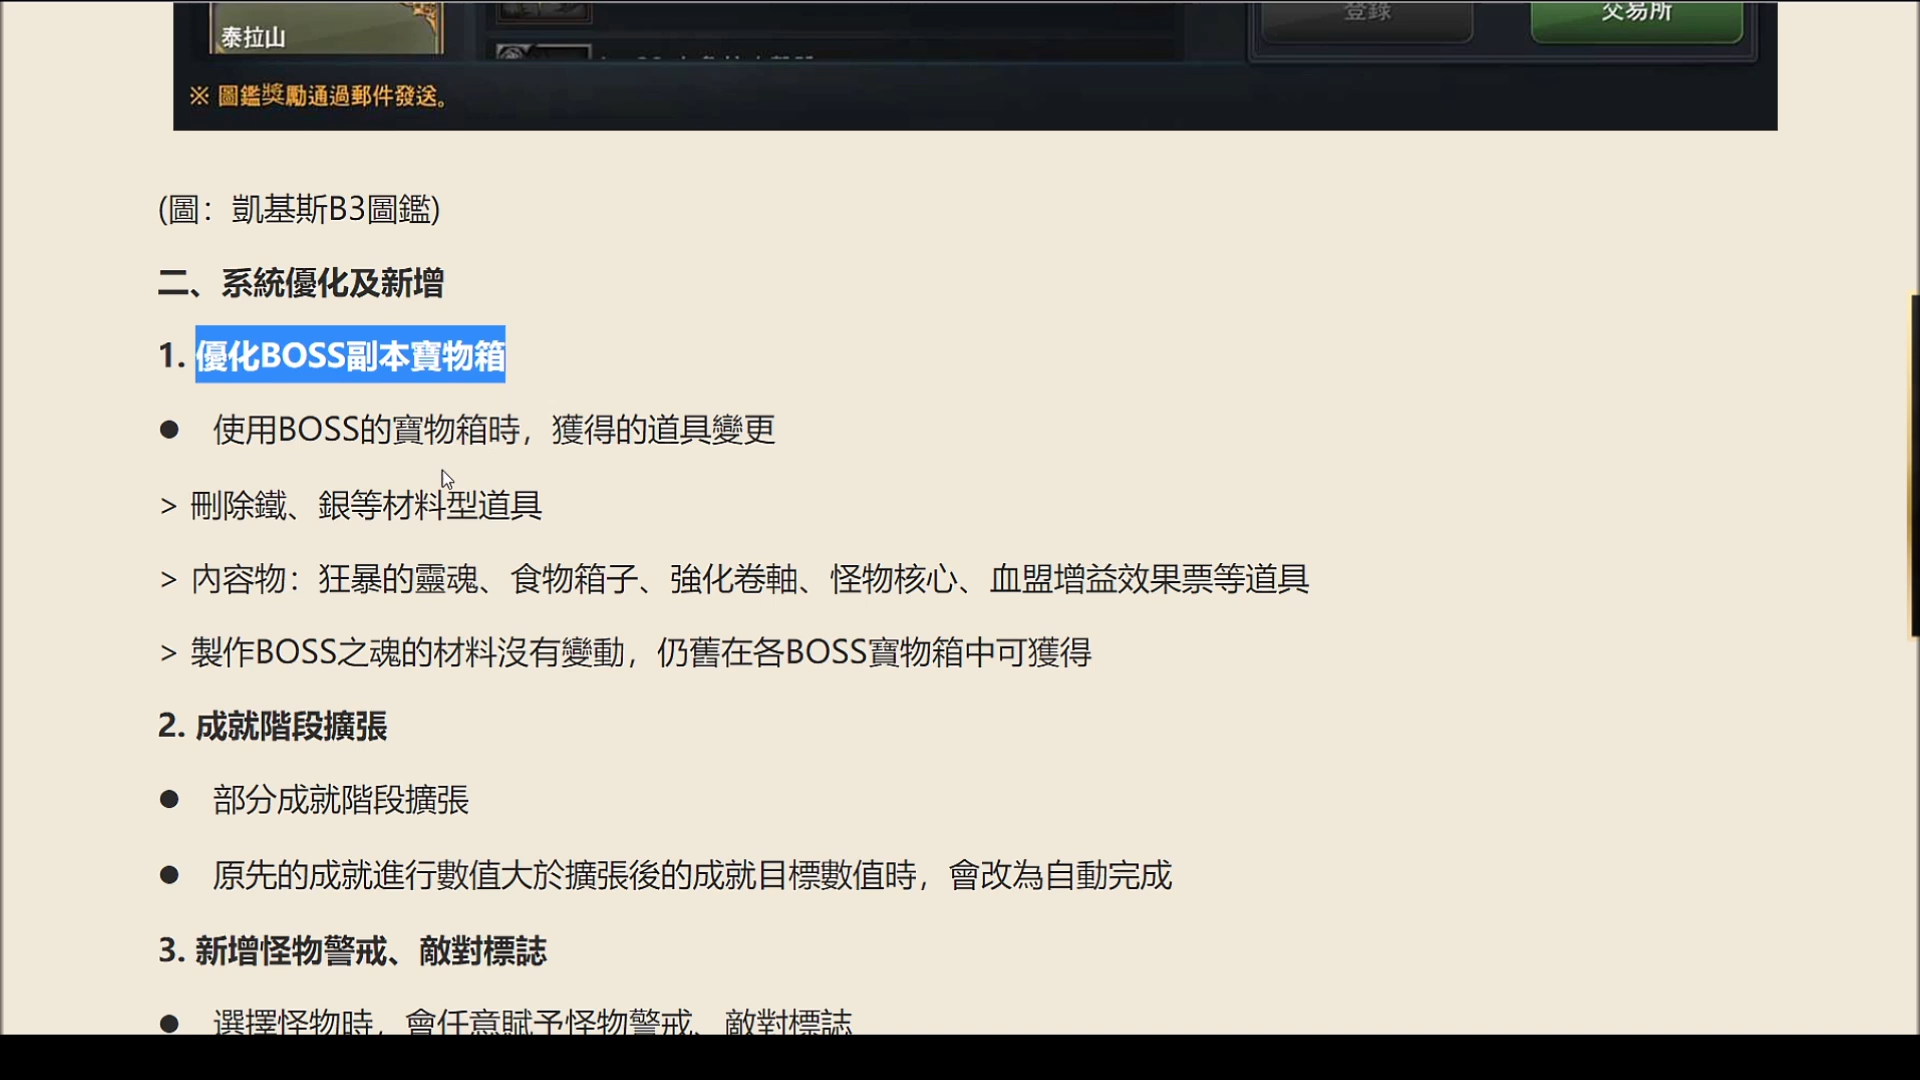 登錄
交易所
泰拉山
※ 圖鑑獎勵通過郵件發送。
(圖：凱基斯B3圖鑑)
二、系統優化及新增
1. 優化BOSS副本寶物箱
● 使用BOSS的寶物箱時，獲得的道具變更
> 刪除鐵、銀等材料型道具
> 內容物：狂暴的靈魂、食物箱子、強化卷軸、怪物核心、血盟增益效果票等道具
> 製作BOSS之魂的材料沒有變動，仍舊在各BOSS寶物箱中可獲得
2. 成就階段擴張
● 部分成就階段擴張
● 原先的成就進行數值大於擴張後的成就目標數值時，會改為自動完成
3. 新增怪物警戒、敵對標誌
● 選擇怪物時，會任意賦予怪物警戒、敵對標誌